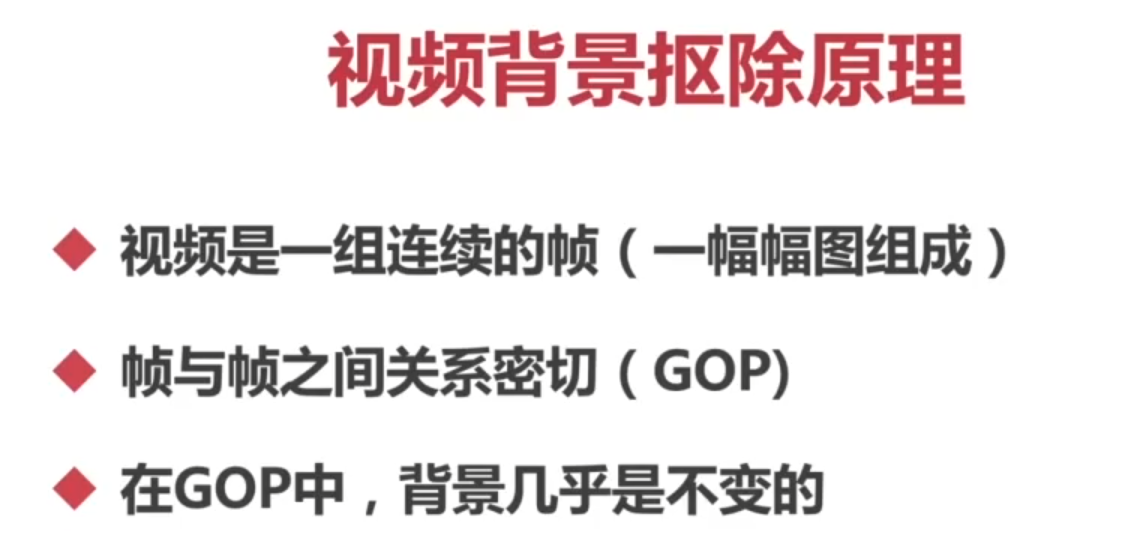 视频背景抠除原理
视频是一组连续的帧（一幅幅图组成）
帧与帧之间关系密切（GOP)
在GOP中，背景几乎是不变的